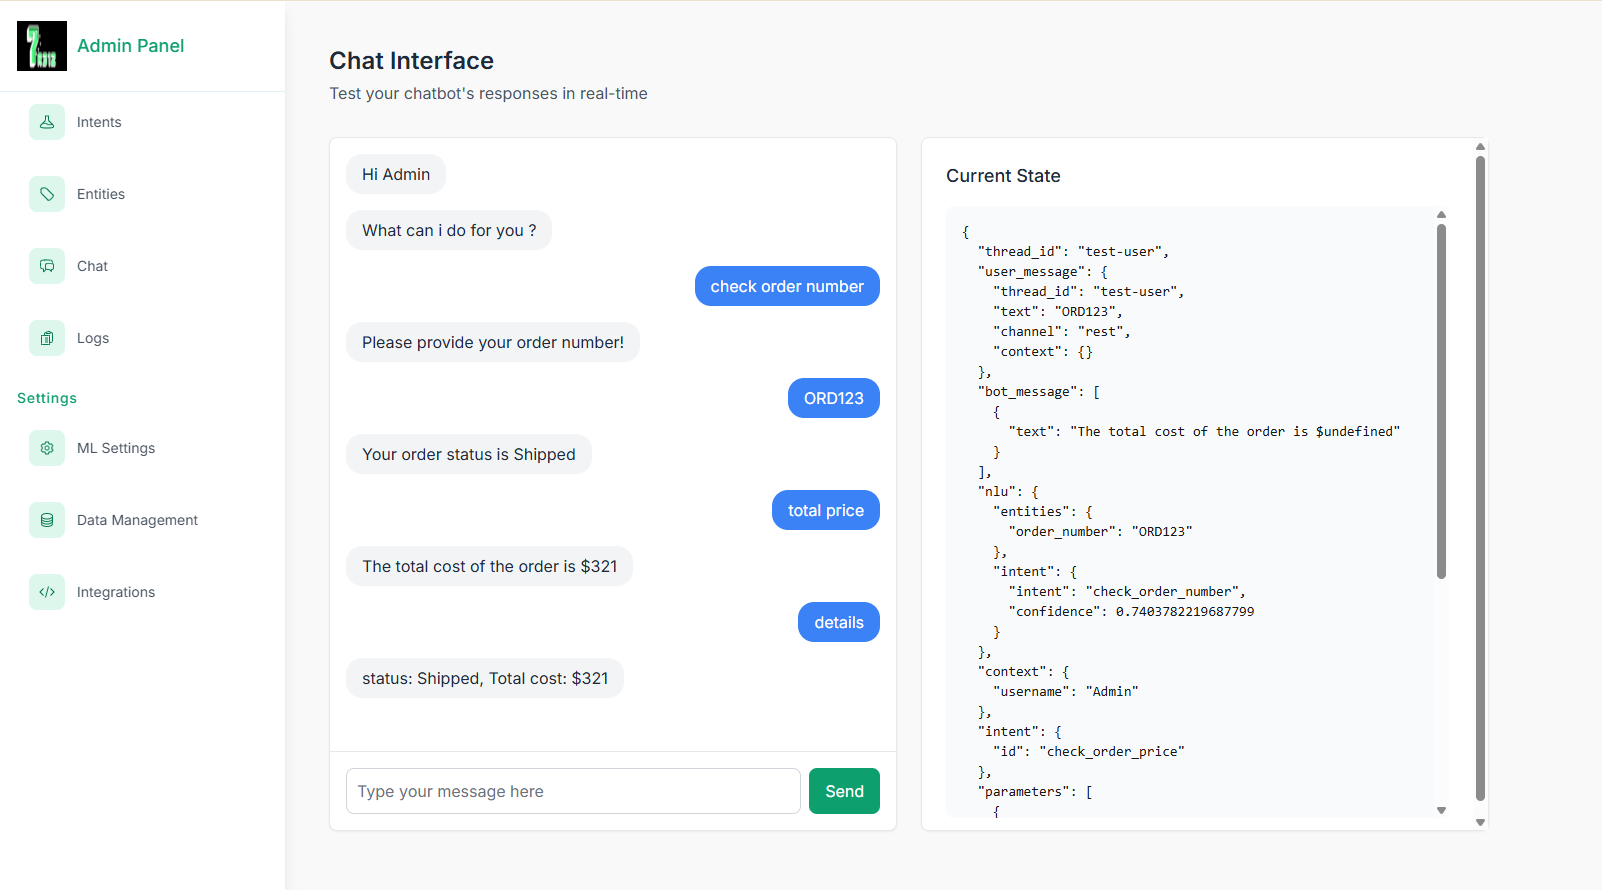 Admin Panel
Intents
Entities
Chat
Logs
Settings
ML Settings
Data Management
Integrations
Chat Interface
Test your chatbot's responses in real-time
Hi Admin
What can i do for you ?
check order number
Please provide your order number!
ORD123
Your order status is Shipped
total price
The total cost of the order is $321
details
status: Shipped, Total cost: $321
Type your message here
Send
Current State
{
"thread_id": "test-user",
"user_message": {
"thread_id": "test-user",
"text": "ORD123",
"channel": "rest",
"context": {}
},
"bot_message": [
{
"text": "The total cost of the order is $undefined"
}
],
"nlu": {
"entities": {
"order_number": "ORD123"
},
"intent": {
"intent": "check_order_number",
"confidence": 0.7403782219687799
}
},
"context": {
"username": "Admin"
},
"intent": {
"id": "check_order_price"
},
"parameters": [
{